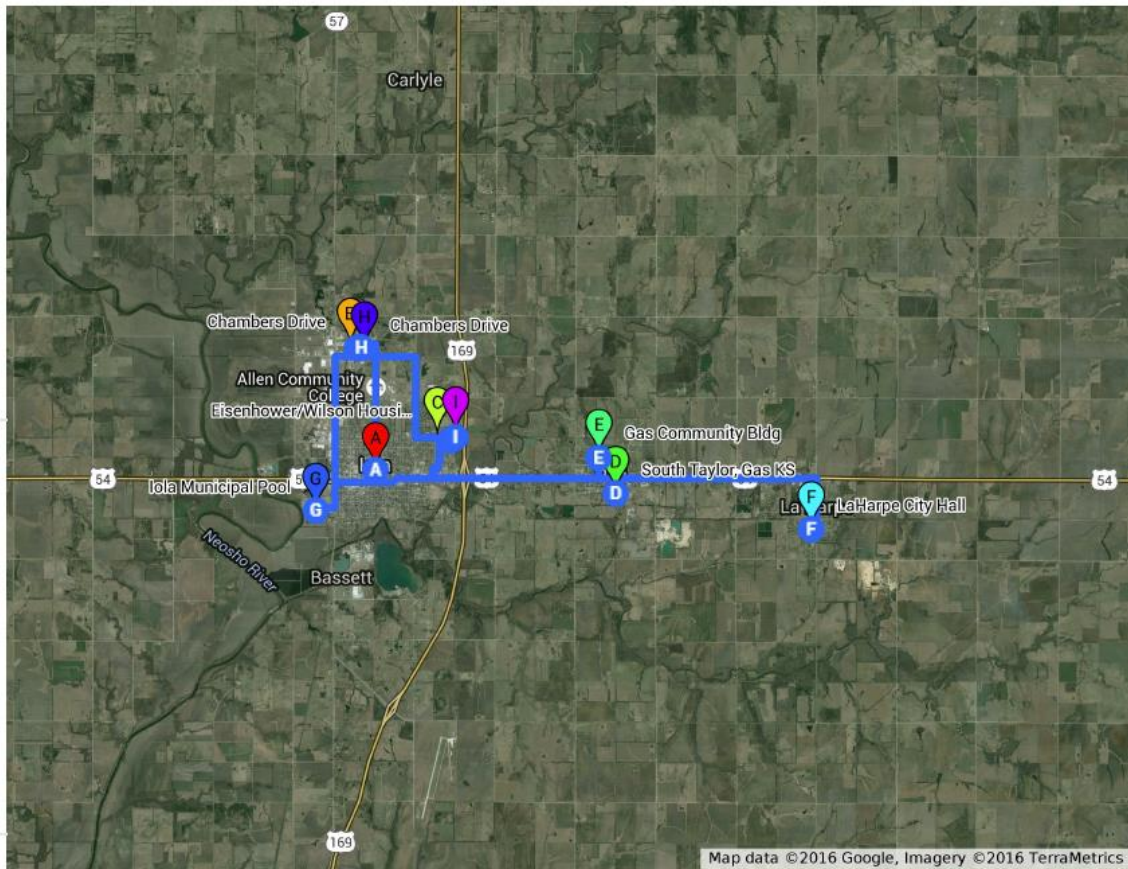 57
Carlyle
B
H
Chambers Drive
Chambers Drive
H
169
Allen Community
College
C
I
Eisenhower/Wilson Housi...
I
E
Gas Community Bldg
A
E
D
A
South Taylor, Gas KS
54
G
54
Iola Municipal Pool
D
F
LaHarpe City Hall
G
F
Neosho River
Bassett
169
Map data ©2016 Google, Imagery ©2016 TerraMetrics